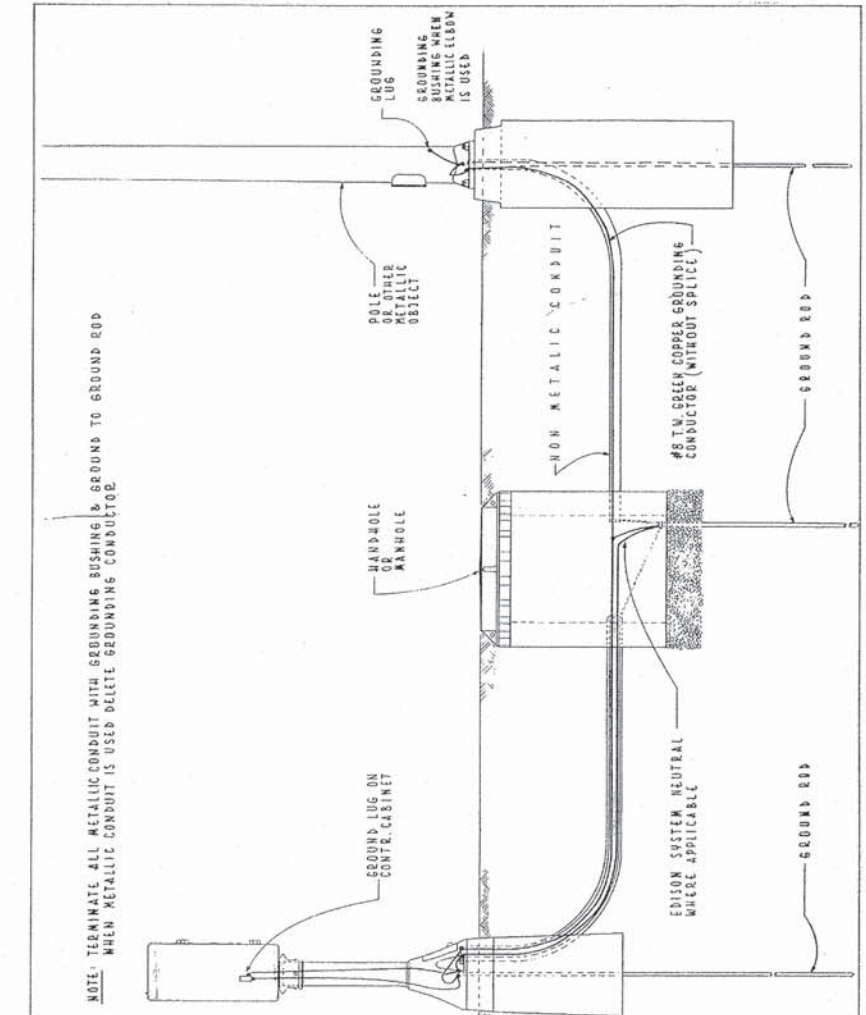 NOTE: TERMINATE ALL METALLIC CONDUIT WITH GROUNDING BUSHING & GROUND TO GROUND ROD
WHEN METALLIC CONDUIT IS USED DELETE GROUNDING CONDUCTOR
GROUND LUG ON
CONTR. CABINET
HANDHOLE
OR
MANHOLE
POLE
OR OTHER
METALLIC
OBJECT
GROUNDING
LUG
GROUNDING
BUSHING WHEN
METALLIC ELBOW
IS USED
EDISON SYSTEM NEUTRAL
WHERE APPLICABLE
NON METALIC CONDUIT
#8 T.W. GREEN COPPER GROUNDING
CONDUCTOR (WITHOUT SPLICE)
GROUND ROD
GROUND ROD